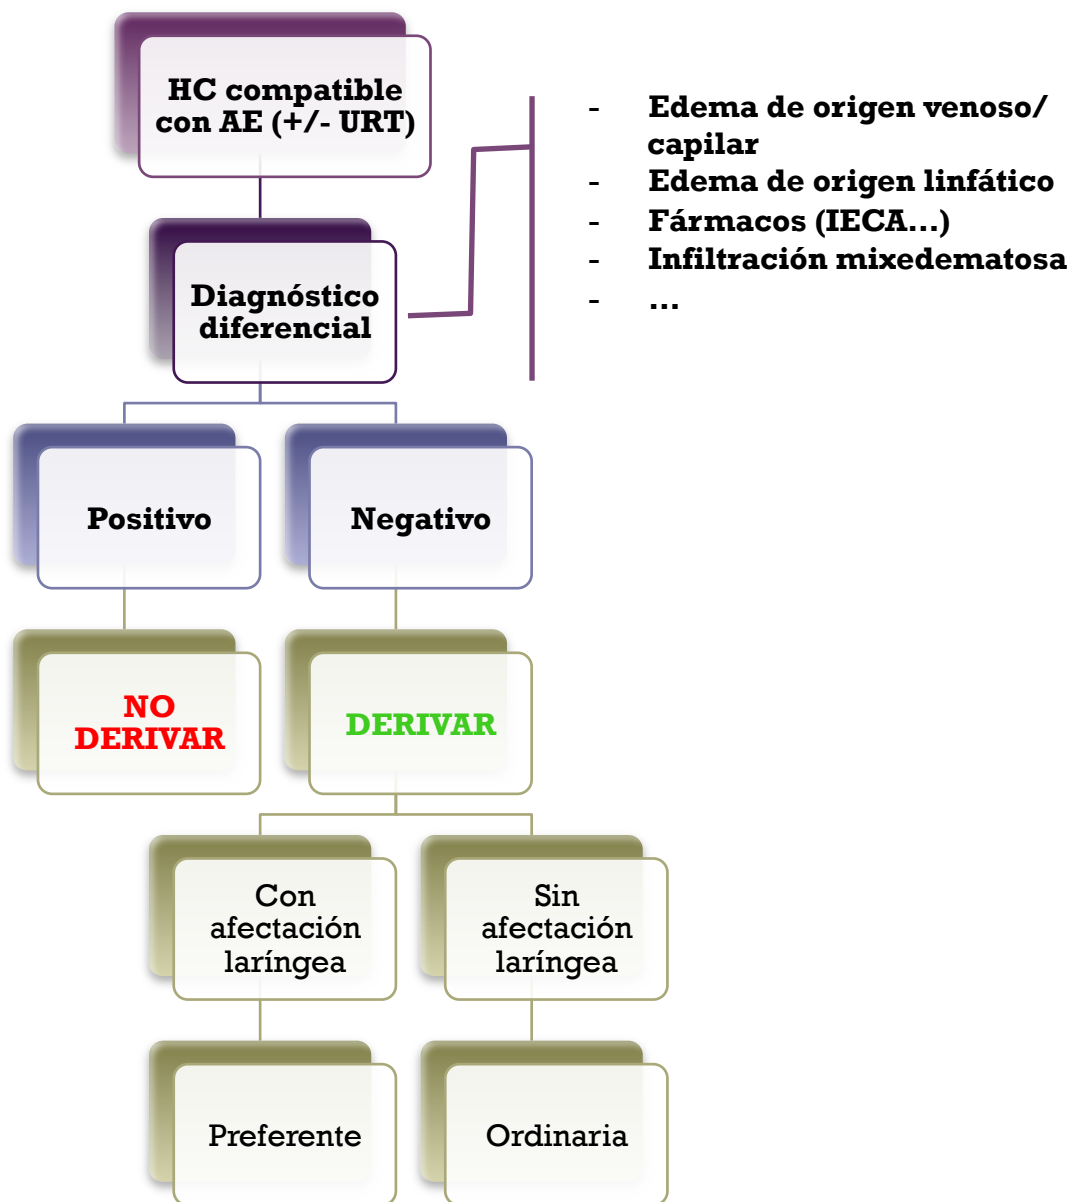 HC compatible
con AE (+/- URT)
- Edema de origen venoso/
capilar
- Edema de origen linfático
- Fármacos (IECA...)
- Infiltración mixedematosa
- ...
Diagnóstico
diferencial
Positivo
Negativo
NO
DERIVAR
DERIVAR
Con
afectación
laríngea
Sin
afectación
laríngea
Preferente
Ordinaria